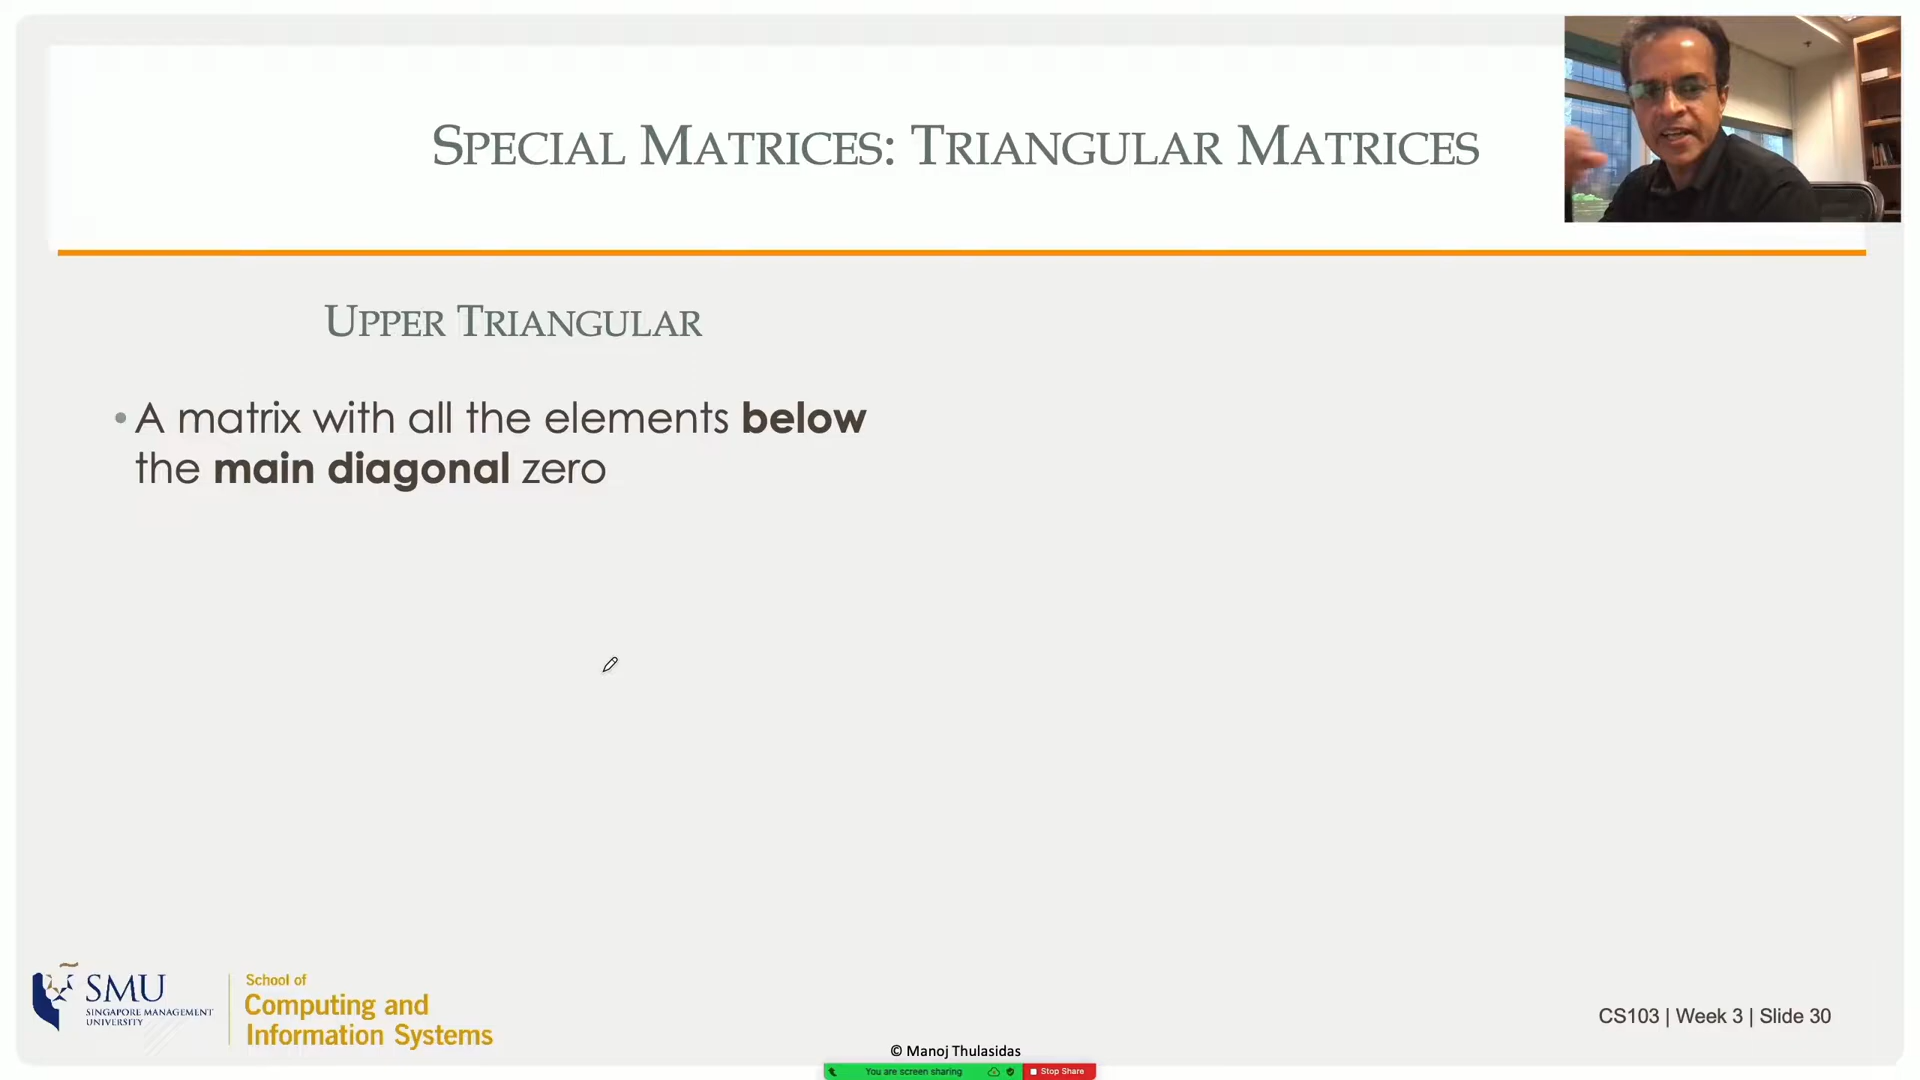 SPECIAL MATRICES: TRIANGULAR MATRICES
UPPER TRIANGULAR
•A matrix with all the elements below
the main diagonal zero
SMU
SINGAPORE MANAGEMENT
UNIVERSITY
School of
Computing and
Information Systems
CS103 | Week 3 | Slide 30
© Manoj Thulasidas
You are screen sharing
Stop Share